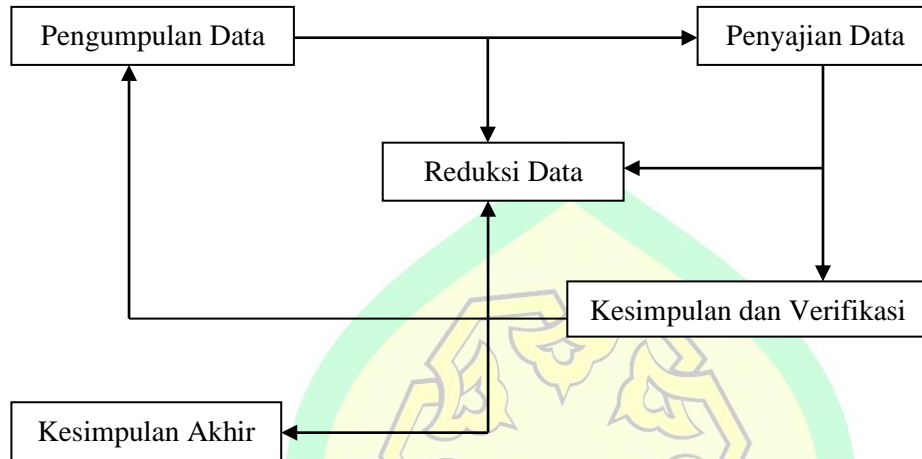 Pengumpulan Data
Penyajian Data
Reduksi Data
Kesimpulan dan Verifikasi
Kesimpulan Akhir